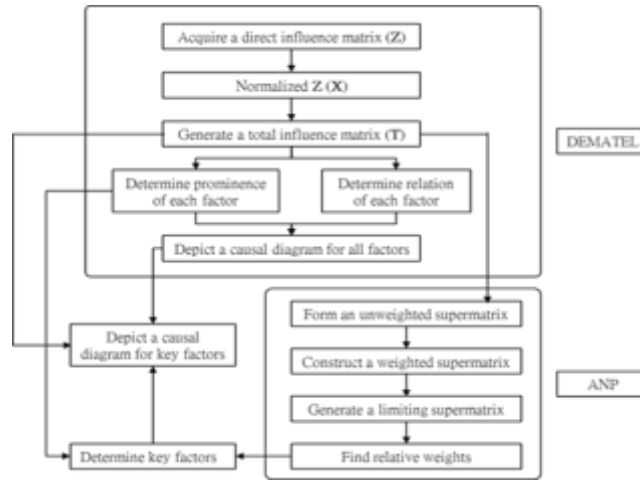 Acquire a direct influence matrix (Z)
Normalized Z (X)
Generate a total influence matrix (T)
DEMATEL
Determine prominence
of each factor
Determine relation
of each factor
Depict a causal diagram for all factors
Form an unweighted supermatrix
Depict a causal
diagram for key factors
Construct a weighted supermatrix
ANP
Generate a limiting supermatrix
Determine key factors
Find relative weights